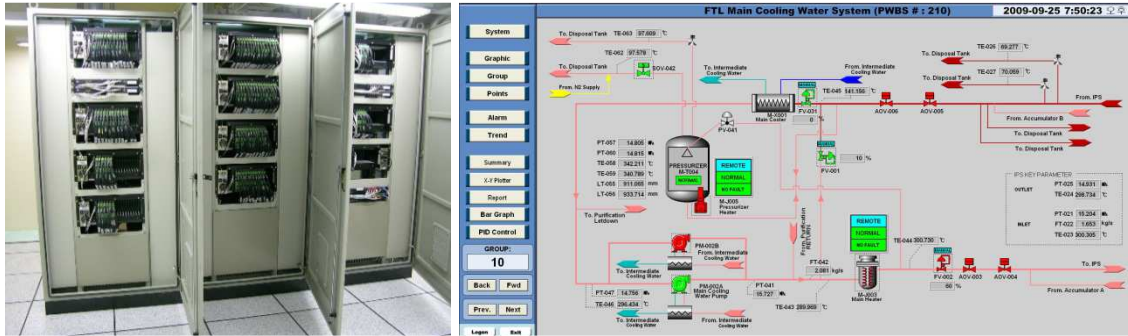 FTL Main Cooling Water System (PWBS # : 210)
2009-09-25 7:50:23 오 후
System
Graphic
Group
Points
Alarm
Trend
Summary
X-Y Plotter
Report
Bar Graph
PID Control
GROUP:
10
Back Fwd
Prev. Next
Logon Exit
To. Disposal Tank TE-063 97.609 ℃
TE-062 97.579 ℃
To. Disposal Tank
SOV-042
From. N2 Supply
To. Intermediate
Cooling Water
From. Intermediate
Cooling Water
TE-045 141.156 ℃
M-X001
Main Cooler
FV-031
0 %
AOV-006
AOV-005
To. Disposal Tank TE-026 69.277 ℃
To. Disposal Tank TE-027 70.059 ℃
From. IPS
From. Accumulator B
To. Disposal Tank
To. Disposal Tank
PV-041
FV-001
10 %
PT-057 14.805
PT-060 14.815
TE-058 342.211 ℃
TE-059 340.789 ℃
LT-055 911.065 mm
LT-056 933.714 mm
PRESSURIZER
M-T004
NORMAL
REMOTE
NORMAL
NO FAULT
M-J005
Pressurizer
Heater
To. Purification
Letdown
From. Purification
RETURN
IPS KEY PARAMETER
OUTLET
PT-025 14.931
TE-024 299.734 ℃
INLET
PT-021 15.204
FT-022 1.653 kg/s
TE-023 300.305 ℃
PM-002B
From. Intermediate
Cooling Water
To. Intermediate
Cooling Water
PM-002A
Main Cooling
Water Pump
PT-047 14.756
TE-046 296.434 ℃
To. Intermediate
Cooling Water
From. Intermediate
Cooling Water
PT-041
15.727
FT-042
2.081 kg/s
TE-043 289.969 ℃
REMOTE
NORMAL
NO FAULT
M-J003
Main Heater
TE-044 300.730 ℃
FV-002
50 %
AOV-003
AOV-004
To. IPS
From. Accumulator A